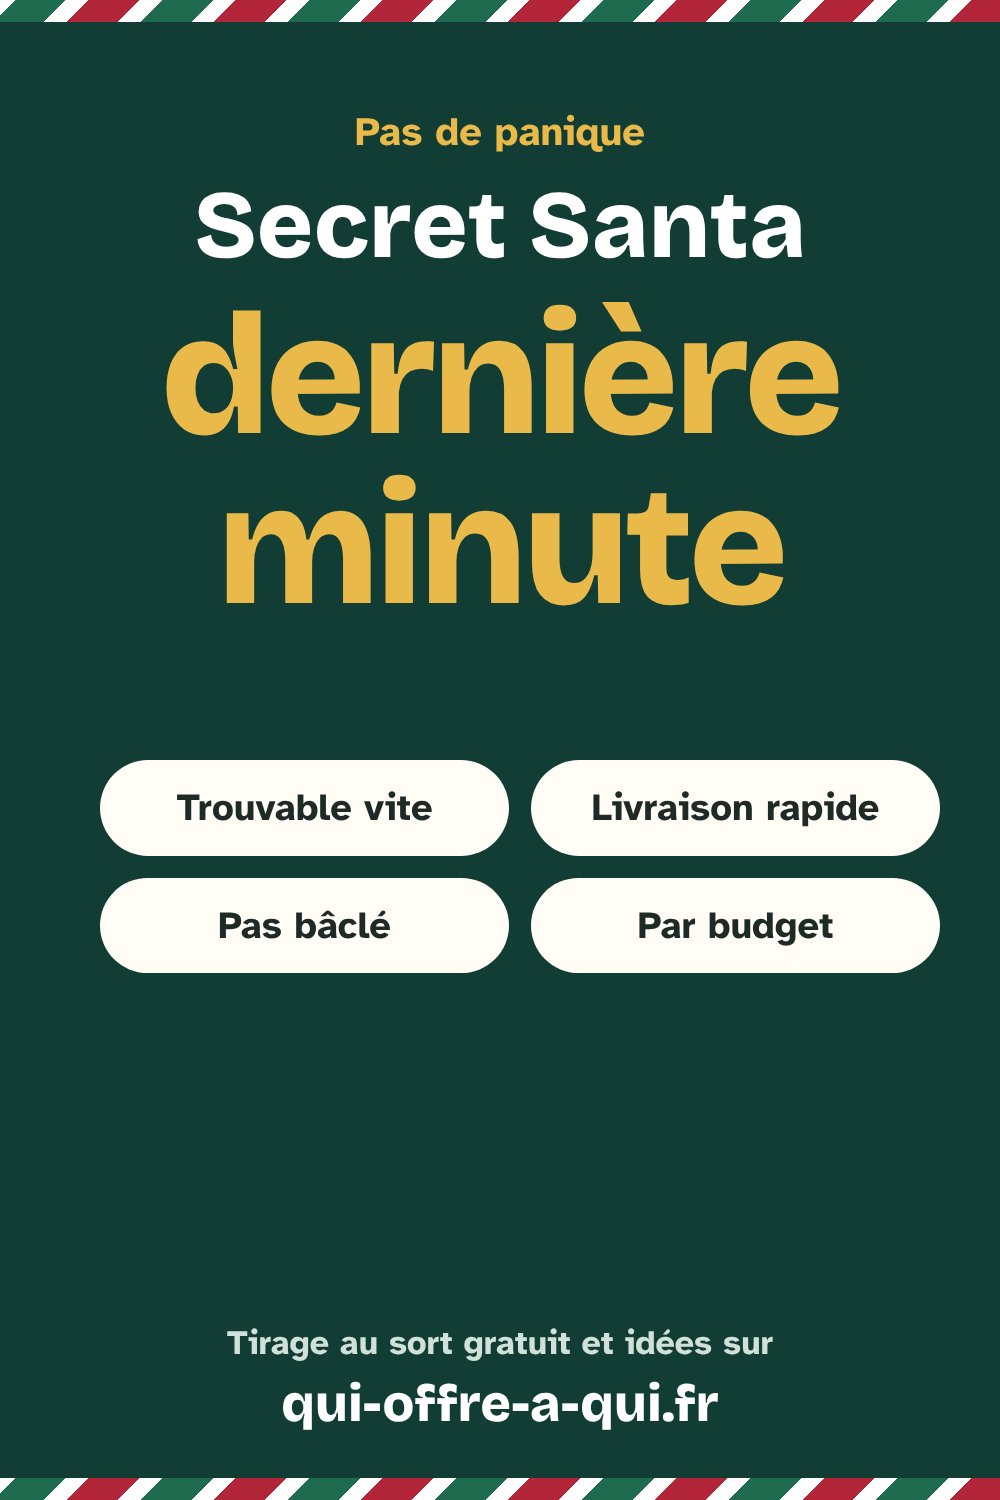 Pas de panique
Secret Santa
dernière
minute
Trouvable vite
Livraison rapide
Pas bâclé
Par budget
Tirage au sort gratuit et idées sur
qui-offre-a-qui.fr